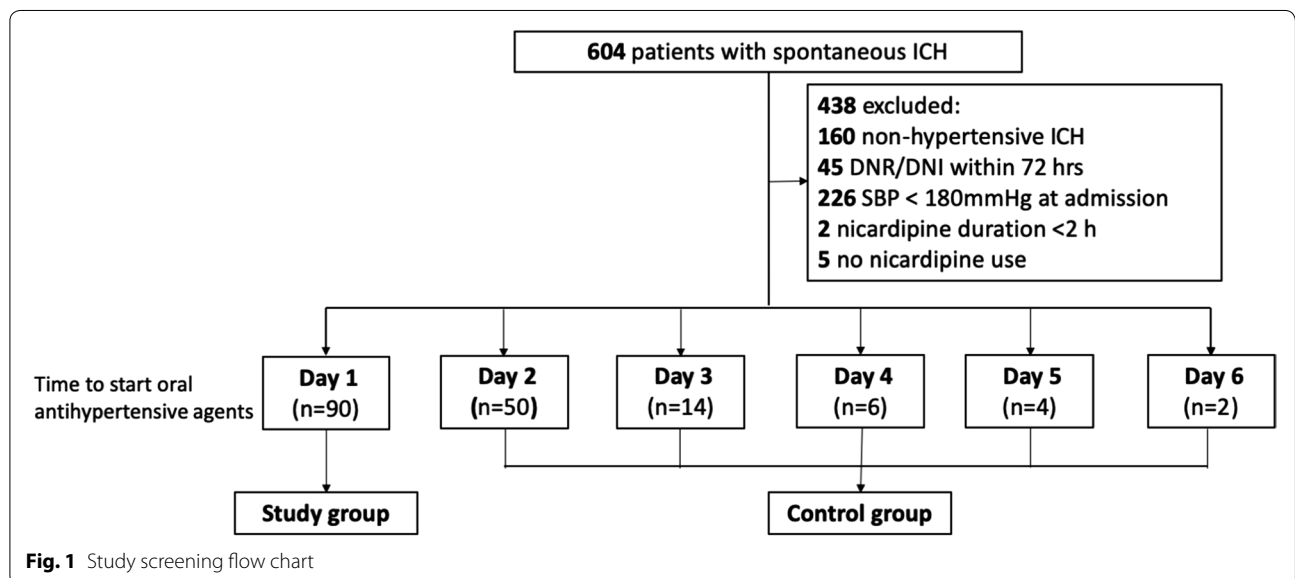 604 patients with spontaneous ICH
438 excluded:
160 non-hypertensive ICH
45 DNR/DNI within 72 hrs
226 SBP < 180mmHg at admission
2 nicardipine duration <2 h
5 no nicardipine use
Time to start oral
antihypertensive agents
Day 1
(n=90)
Day 2
(n=50)
Day 3
(n=14)
Day 4
(n=6)
Day 5
(n=4)
Day 6
(n=2)
Study group
Control group
Fig. 1 Study screening flow chart